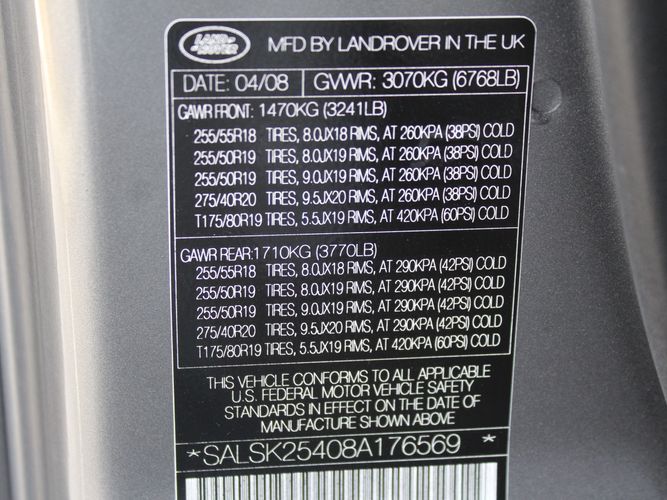 LAND
ROVER
MFD BY LANDROVER IN THE UK
DATE: 04/08 GVWR: 3070KG (6768LB)
GAWR FRONT: 1470KG (3241LB)
255/55R18 TIRES, 8.0JX18 RIMS, AT 260KPA (38PSI) COLD
255/50R19 TIRES, 8.0JX19 RIMS, AT 260KPA (38PSI) COLD
255/50R19 TIRES, 9.0JX19 RIMS, AT 260KPA (38PSI) COLD
275/40R20 TIRES, 9.5JX20 RIMS, AT 260KPA (38PSI) COLD
T175/80R19 TIRES, 5.5JX19 RIMS, AT 420KPA (60PSI) COLD
GAWR REAR: 1710KG (3770LB)
255/55R18 TIRES, 8.0JX18 RIMS, AT 290KPA (42PSI) COLD
255/50R19 TIRES, 8.0JX19 RIMS, AT 290KPA (42PSI) COLD
255/50R19 TIRES, 9.0JX19 RIMS, AT 290KPA (42PSI) COLD
275/40R20 TIRES, 9.5JX20 RIMS, AT 290KPA (42PSI) COLD
T175/80R19 TIRES, 5.5JX19 RIMS, AT 420KPA (60PSI) COLD
THIS VEHICLE CONFORMS TO ALL APPLICABLE
U.S. FEDERAL MOTOR VEHICLE SAFETY
STANDARDS IN EFFECT ON THE DATE OF
MANUFACTURE SHOWN ABOVE
*SALSK25408A176569 *